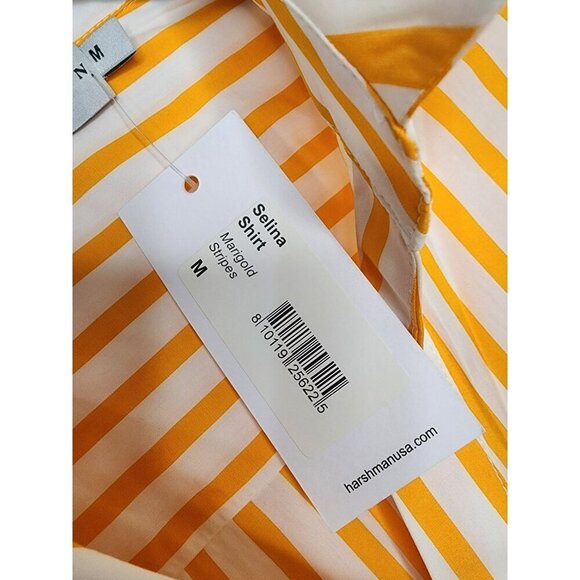 N M
Selina
Shirt
Marigold
Stripes
M
8 10119 25622 5
harshmanusa.com